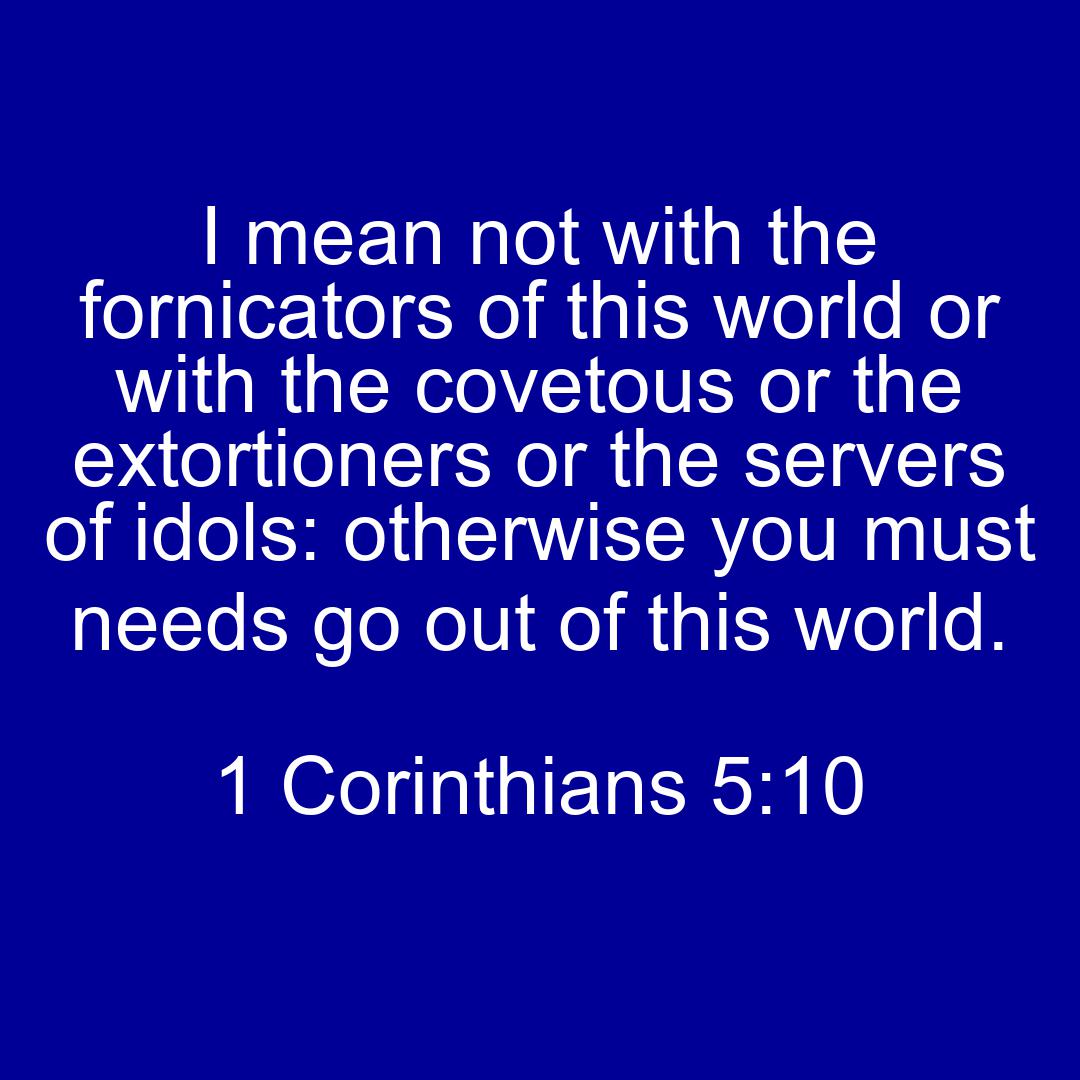 I mean not with the
fornicators of this world or
with the covetous or the
extortioners or the servers
of idols: otherwise you must
needs go out of this world.
1 Corinthians 5:10